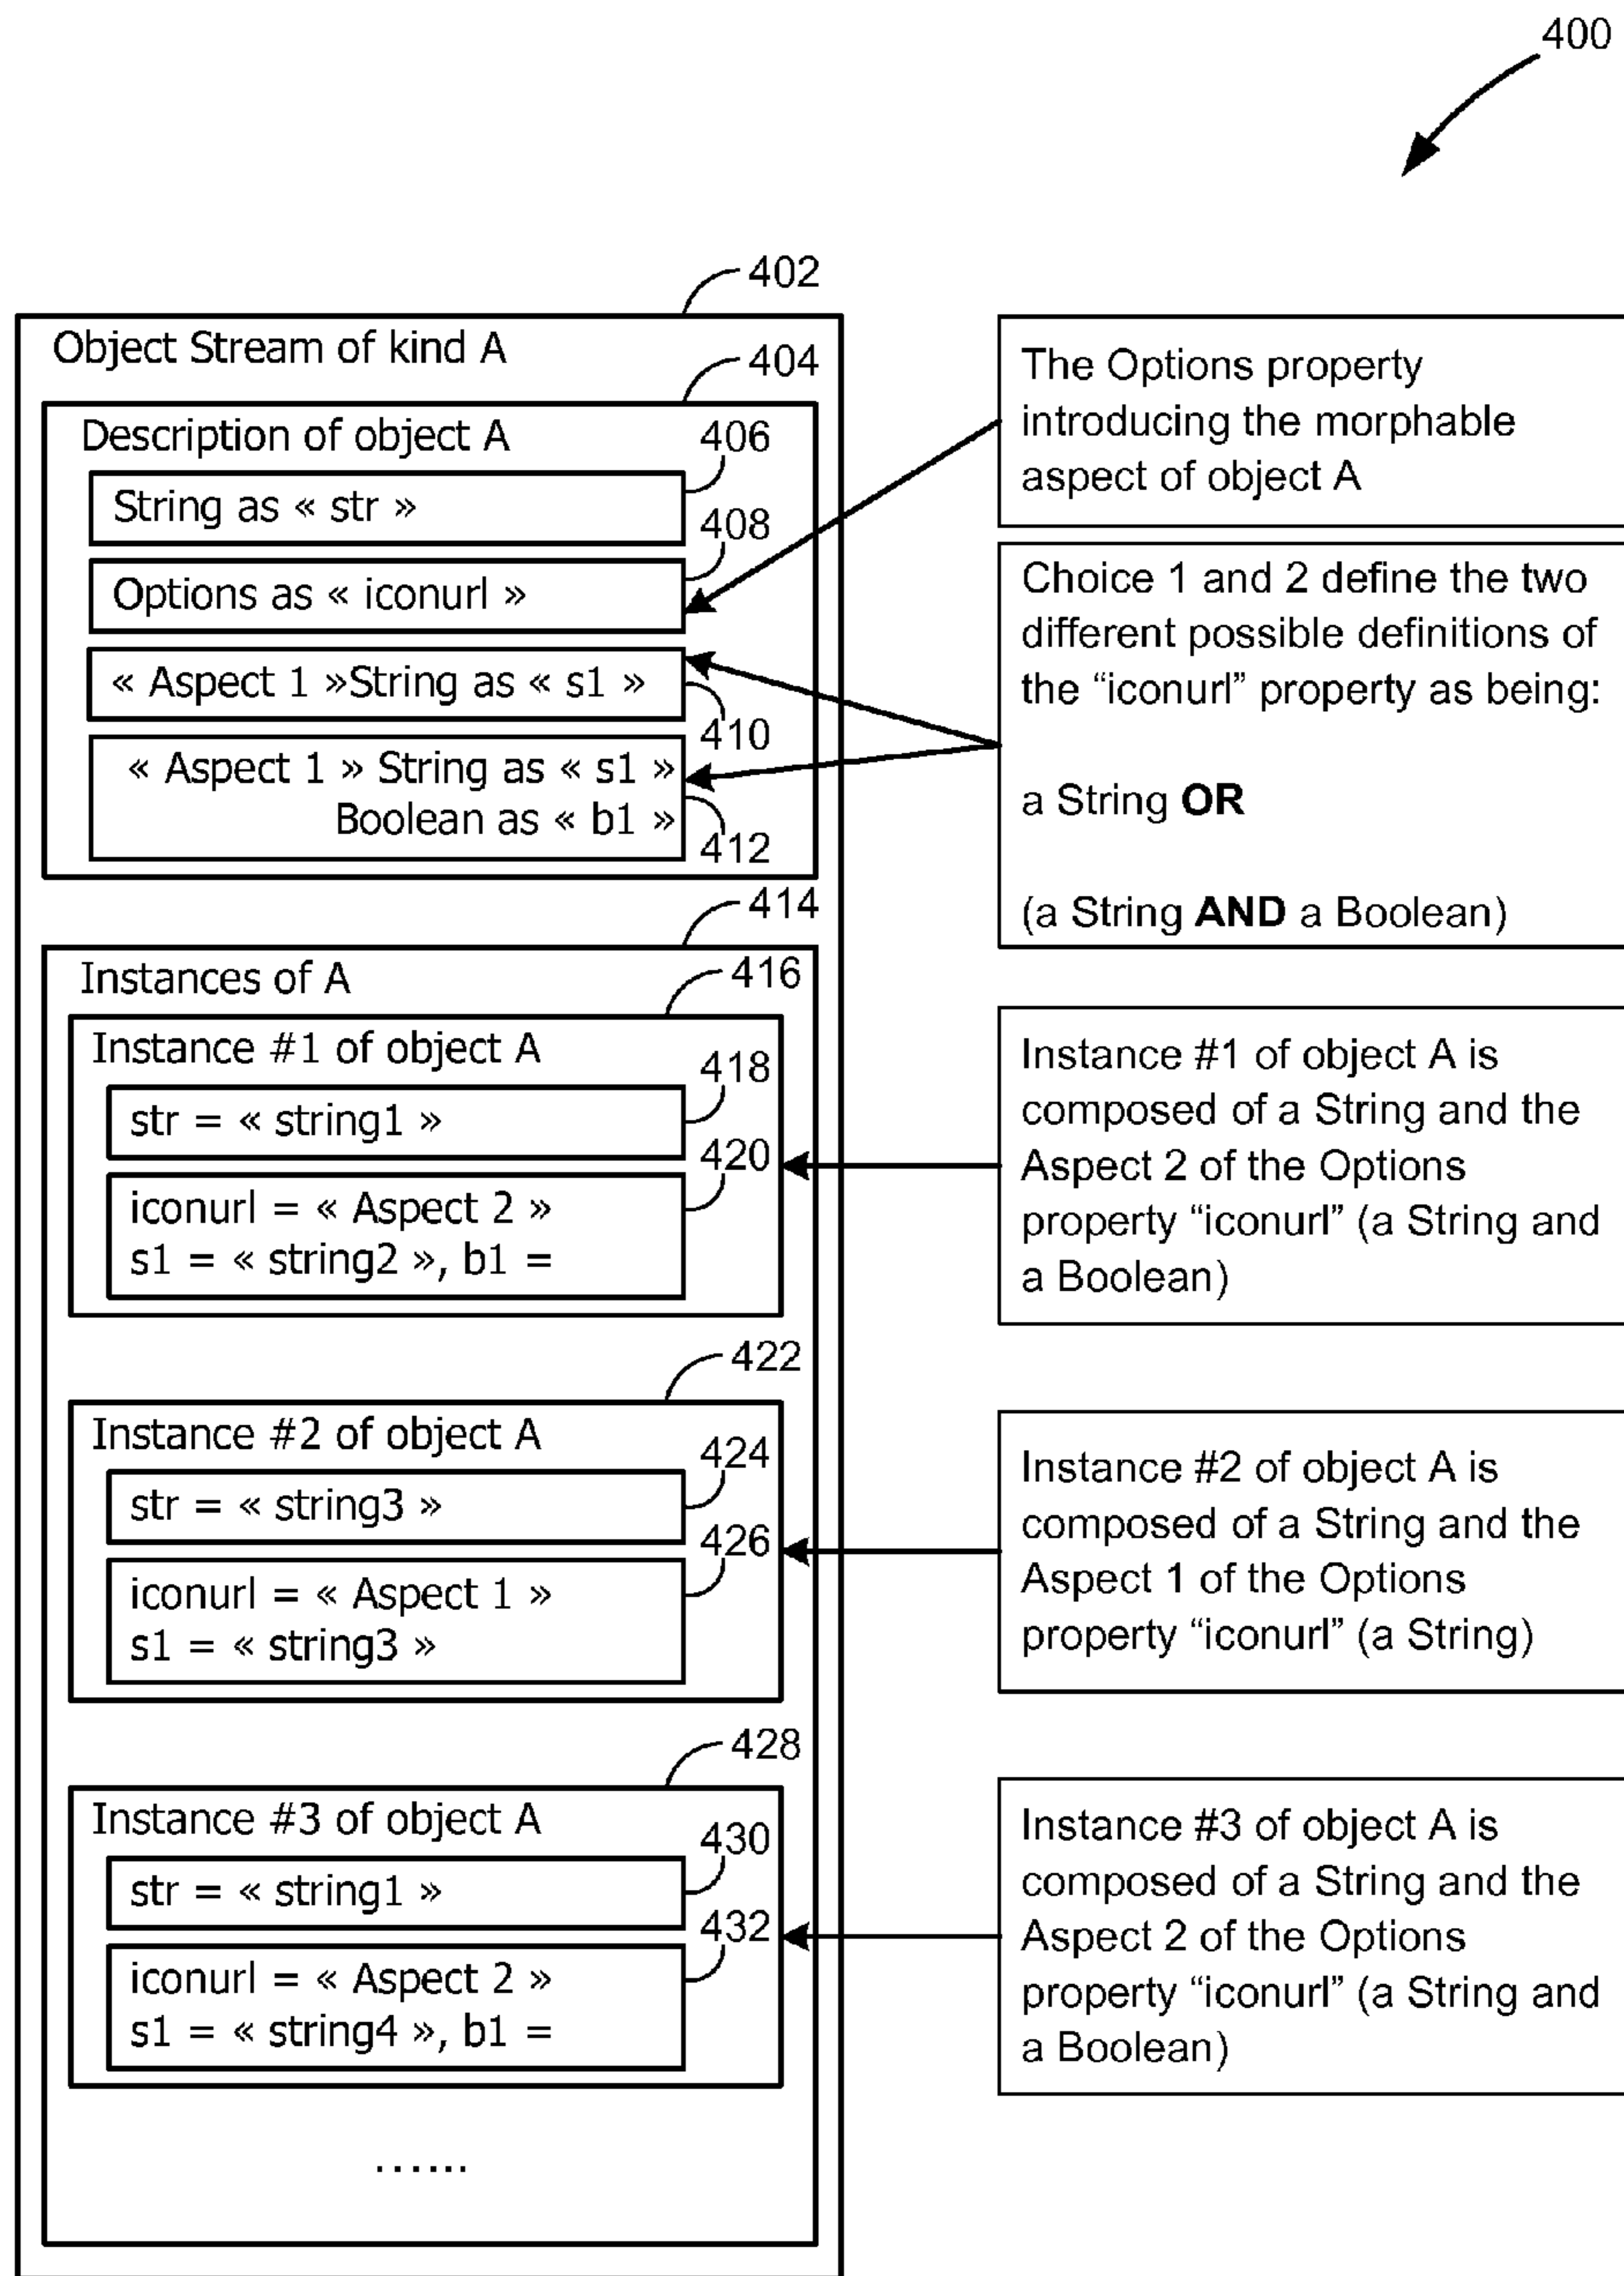 400
402
Object Stream of kind A
404
Description of object A
406
String as « str »
408
Options as « iconurl »
« Aspect 1 »String as « s1 »
410
« Aspect 1 » String as « s1 »
Boolean as « b1 »
412
414
Instances of A
416
Instance #1 of object A
418
str = « string1 »
420
iconurl = « Aspect 2 »
s1 = « string2 », b1 =
422
Instance #2 of object A
424
str = « string3 »
426
iconurl = « Aspect 1 »
s1 = « string3 »
428
Instance #3 of object A
430
str = « string1 »
432
iconurl = « Aspect 2 »
s1 = « string4 », b1 =
......
The Options property
introducing the morphable
aspect of object A
Choice 1 and 2 define the two
different possible definitions of
the “iconurl” property as being:
a String OR
(a String AND a Boolean)
Instance #1 of object A is
composed of a String and the
Aspect 2 of the Options
property “iconurl” (a String and
a Boolean)
Instance #2 of object A is
composed of a String and the
Aspect 1 of the Options
property “iconurl” (a String)
Instance #3 of object A is
composed of a String and the
Aspect 2 of the Options
property “iconurl” (a String and
a Boolean)